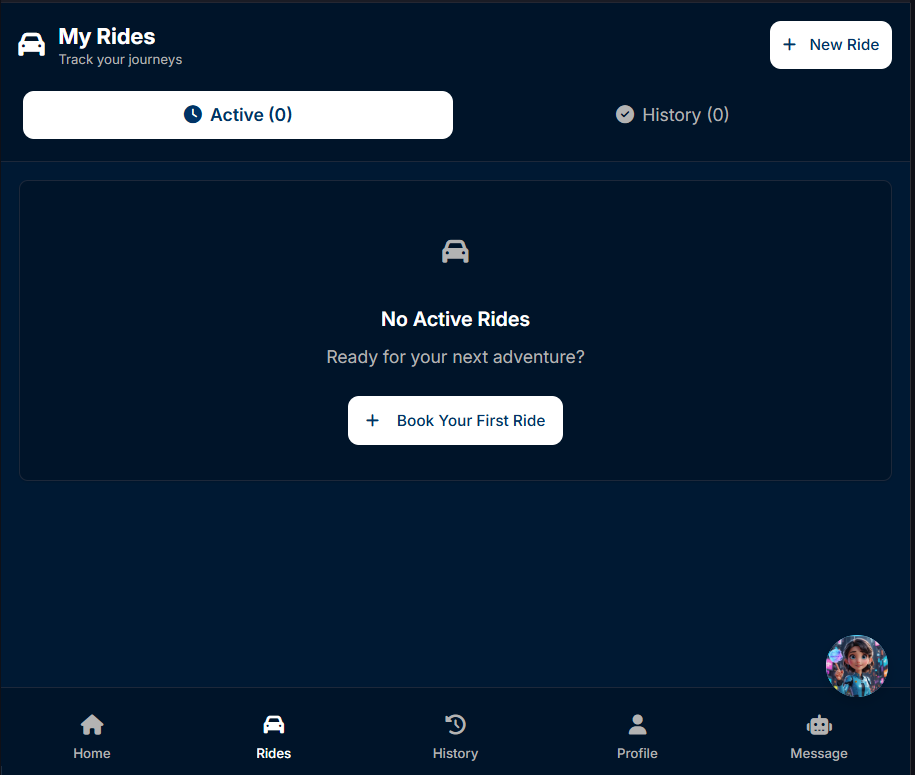 My Rides
Track your journeys
New Ride
Active (0)
History (0)
No Active Rides
Ready for your next adventure?
Book Your First Ride
Home
Rides
History
Profile
Message